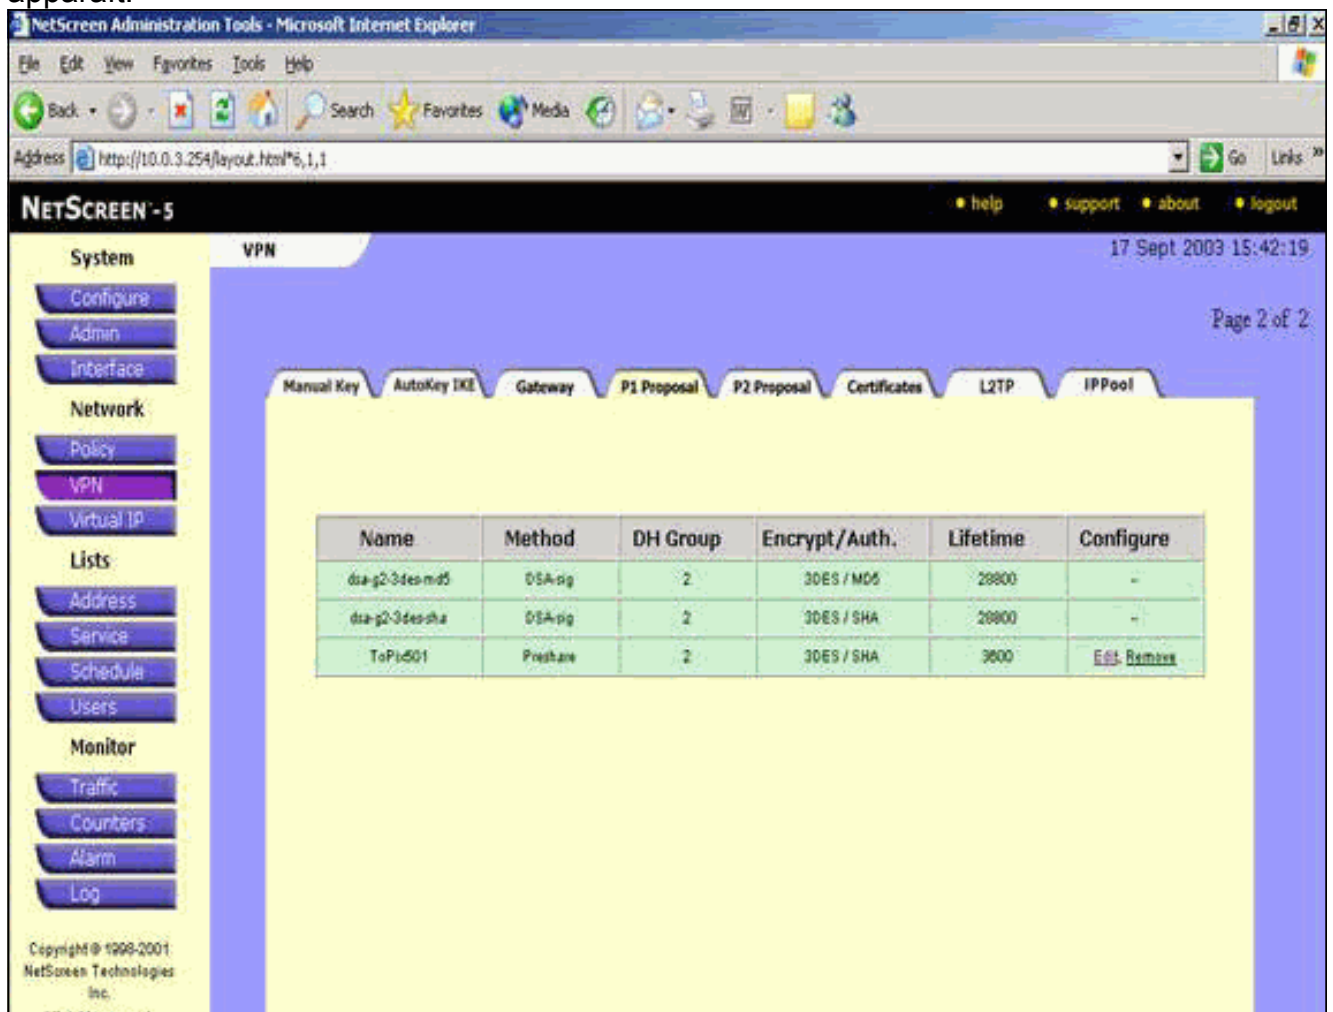 apparaît.
NetScreen Administration Tools - Microsoft Internet Explorer
File Edit View Favorites Tools Help
Back Search Favorites Media
Address http://10.0.3.254/layout.html*6,1,1 Go Links »
NETSCREEN-5 help support about logout
System
VPN 17 Sept 2003 15:42:19
Configure
Admin
Page 2 of 2
Interface
Manual Key AutoKey IKE Gateway P1 Proposal P2 Proposal Certificates L2TP IPPool
Network
Policy
VPN
Virtual IP
Name Method DH Group Encrypt/Auth. Lifetime Configure
dsa-g2-3des-md5 DSA-sig 2 3DES / MD5 28800 -
dsa-g2-3des-sha DSA-sig 2 3DES / SHA 28800 -
ToPix501 Preshare 2 3DES / SHA 3600 Edit, Remove
Lists
Address
Service
Schedule
Users
Monitor
Traffic
Counters
Alarm
Log
Copyright © 1998-2001
NetScreen Technologies
Inc.